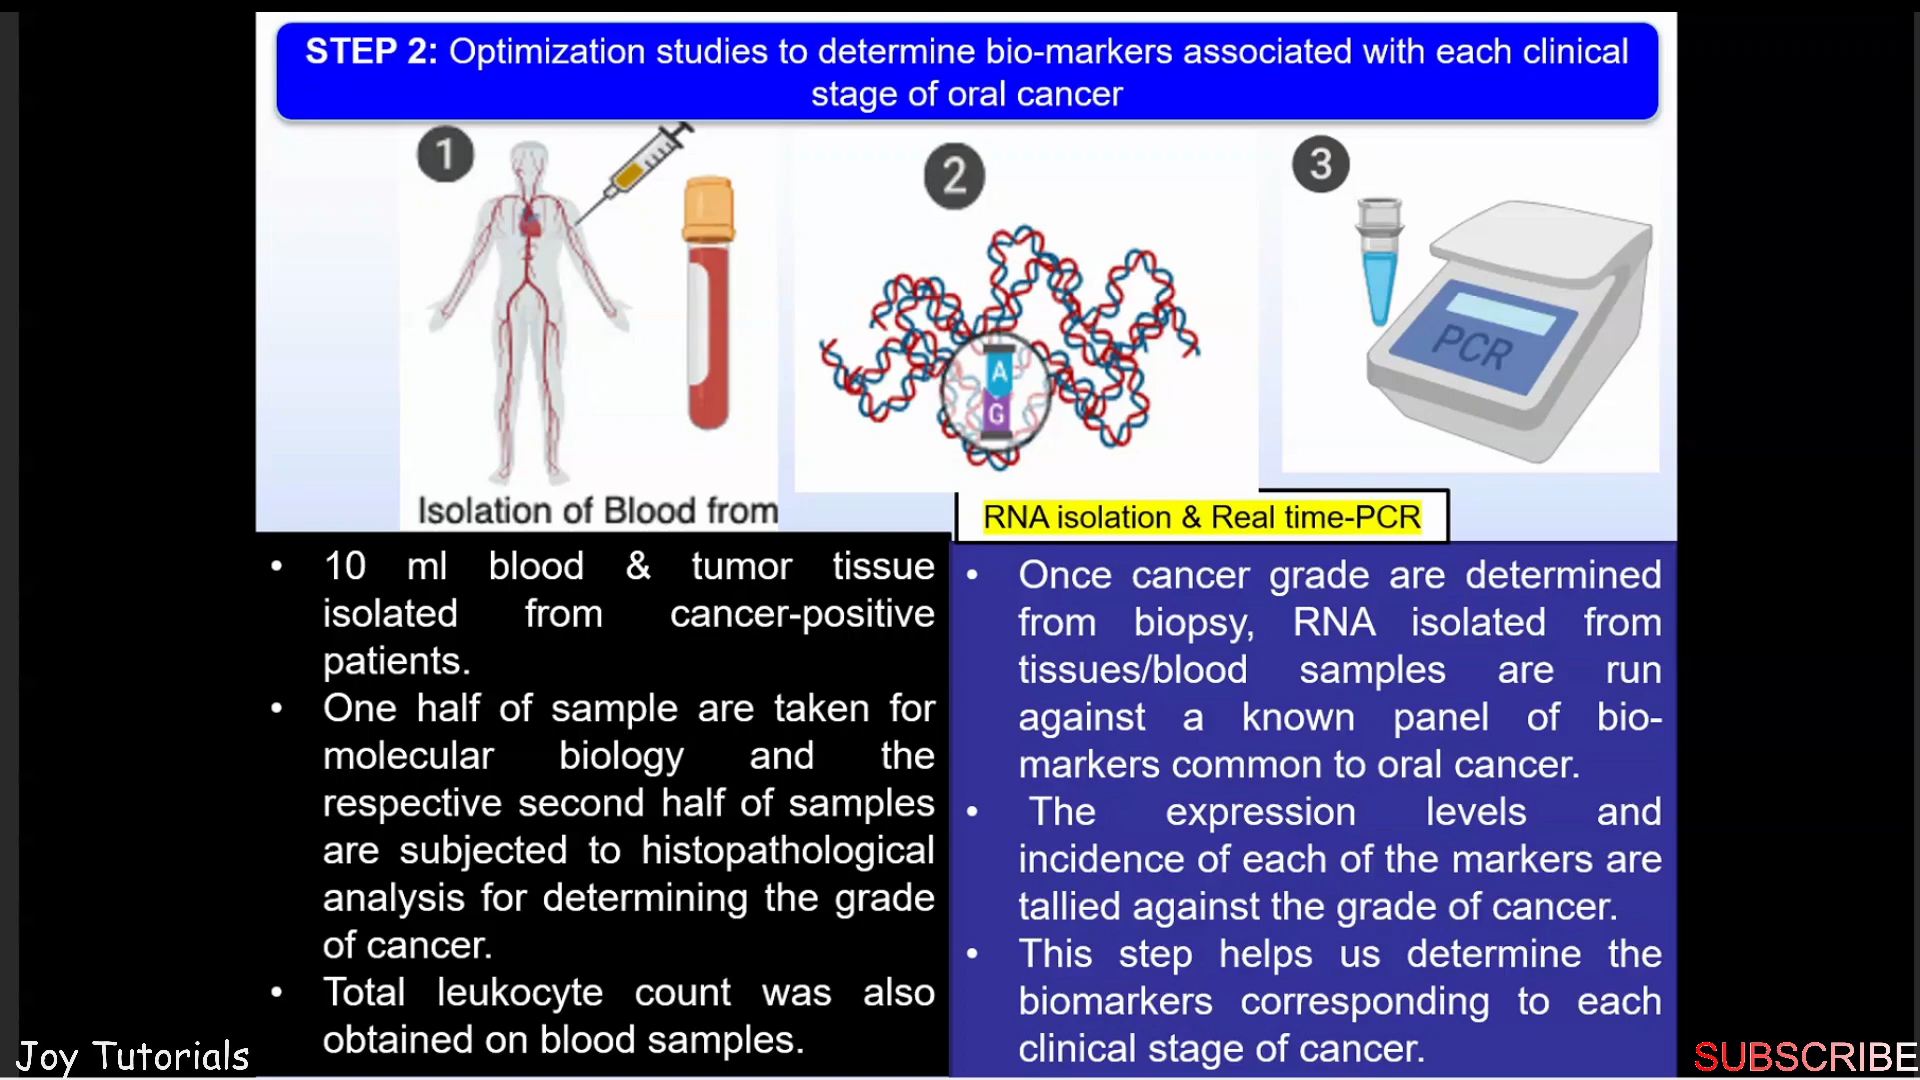 STEP 2: Optimization studies to determine bio-markers associated with each clinical
stage of oral cancer
1
2
3
A
G
PCR
Isolation of Blood from
RNA isolation & Real time-PCR
• 10 ml blood & tumor tissue
isolated from cancer-positive
patients.
• One half of sample are taken for
molecular biology and the
respective second half of samples
are subjected to histopathological
analysis for determining the grade
of cancer.
• Total leukocyte count was also
obtained on blood samples.
• Once cancer grade are determined
from biopsy, RNA isolated from
tissues/blood samples are run
against a known panel of bio-
markers common to oral cancer.
• The expression levels and
incidence of each of the markers are
tallied against the grade of cancer.
• This step helps us determine the
biomarkers corresponding to each
clinical stage of cancer.
Joy Tutorials
SUBSCRIBE